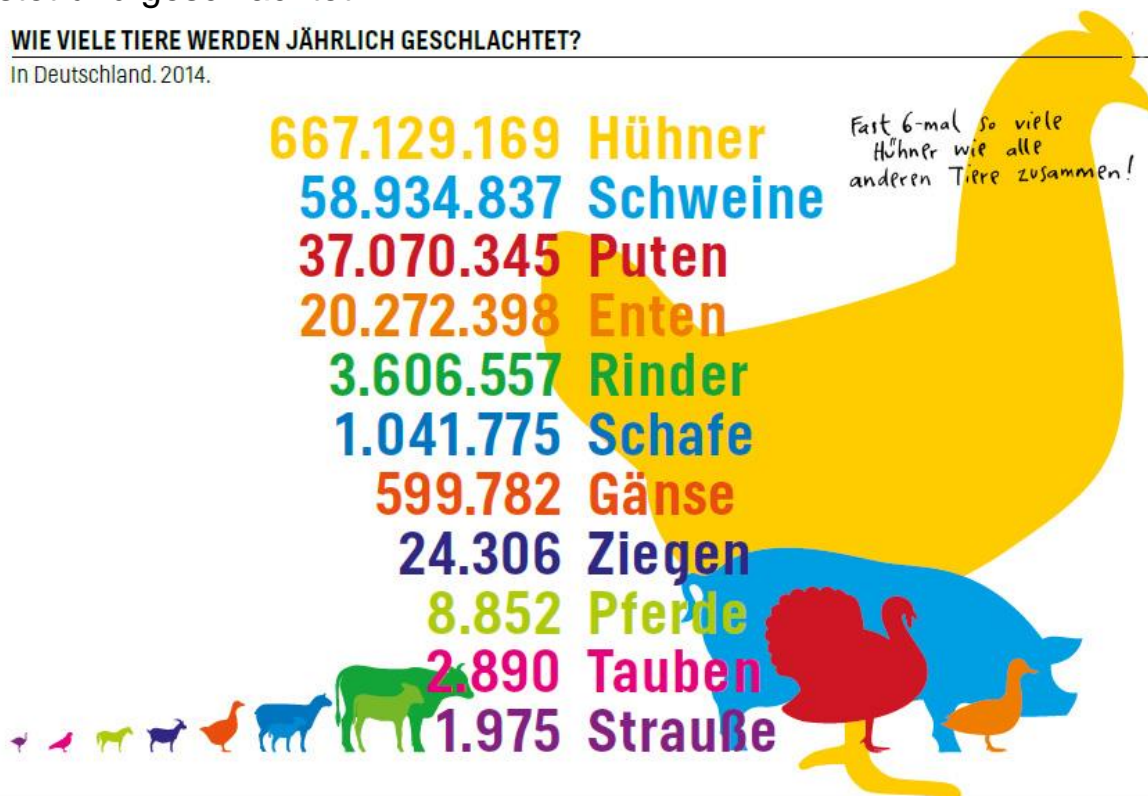 WIE VIELE TIERE WERDEN JÄHRLICH GESCHLACHTET?
In Deutschland. 2014.
667.129.169 Hühner
58.934.837 Schweine
37.070.345 Puten
20.272.398 Enten
3.606.557 Rinder
1.041.775 Schafe
599.782 Gänse
24.306 Ziegen
8.852 Pferde
2.890 Tauben
1.975 Strauße
Fast 6-mal so viele
Hühner wie alle
anderen Tiere zusammen!